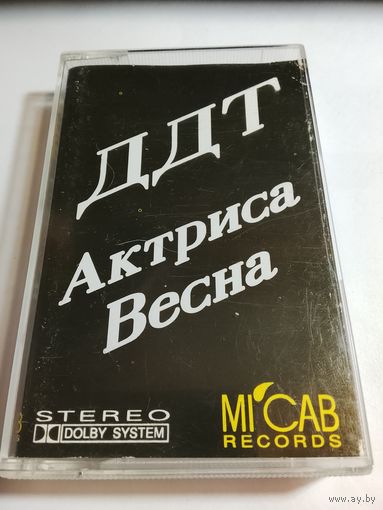 ДДТ
Актриса
Весна
STEREO
DOLBY SYSTEM
MICAB
RECORDS
www.ay.by